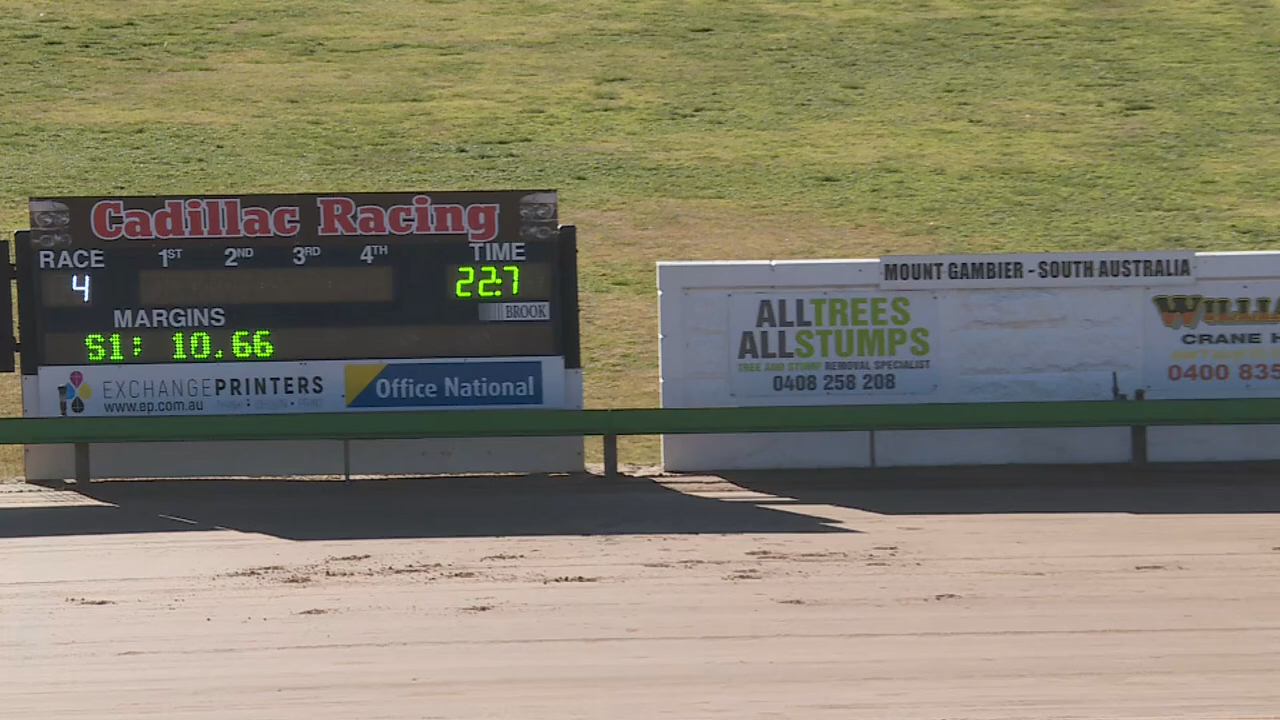 Cadillac Racing
RACE 1ST 2ND 3RD 4TH TIME
4 22:7
BROOK
MARGINS
S1: 10.66
EXCHANGEPRINTERS
www.ep.com.au
Office National
MOUNT GAMBIER - SOUTH AUSTRALIA
ALLTREES
ALLSTUMPS
TREE AND STUMP REMOVAL SPECIALIST
0408 258 208
CRANE H
0400 835